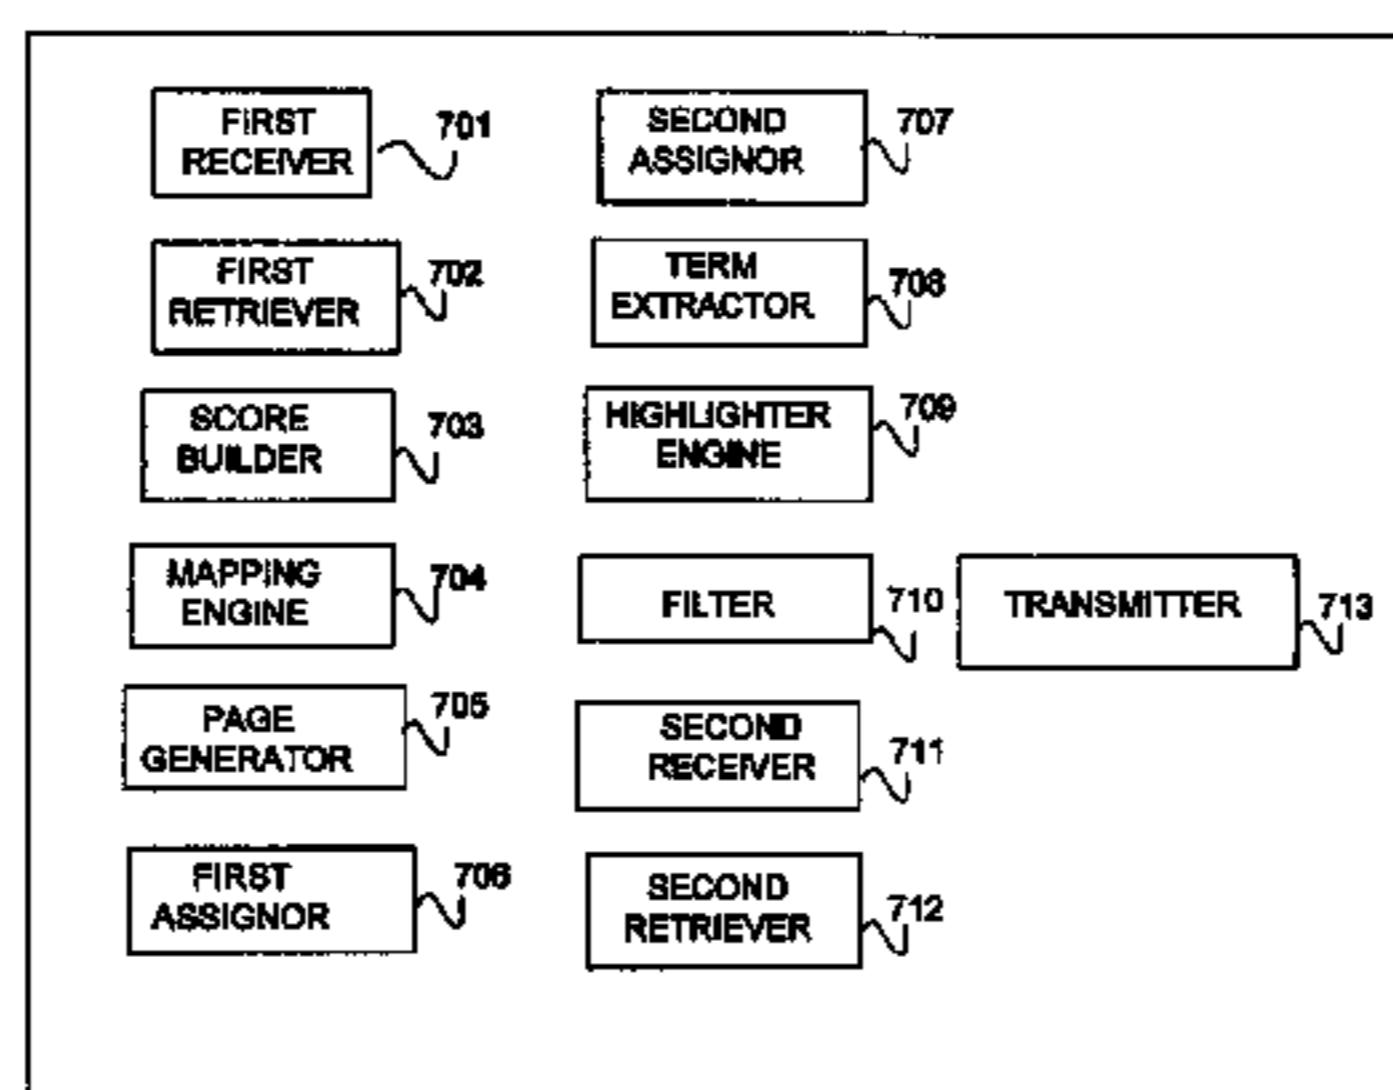 FIRST
RECEIVER
701
FIRST
RETRIEVER
702
SCORE
BUILDER
703
MAPPING
ENGINE
704
PAGE
GENERATOR
705
FIRST
ASSIGNOR
706
SECOND
ASSIGNOR
707
TERM
EXTRACTOR
708
HIGHLIGHTER
ENGINE
709
FILTER
710
SECOND
RECEIVER
711
SECOND
RETRIEVER
712
TRANSMITTER
713